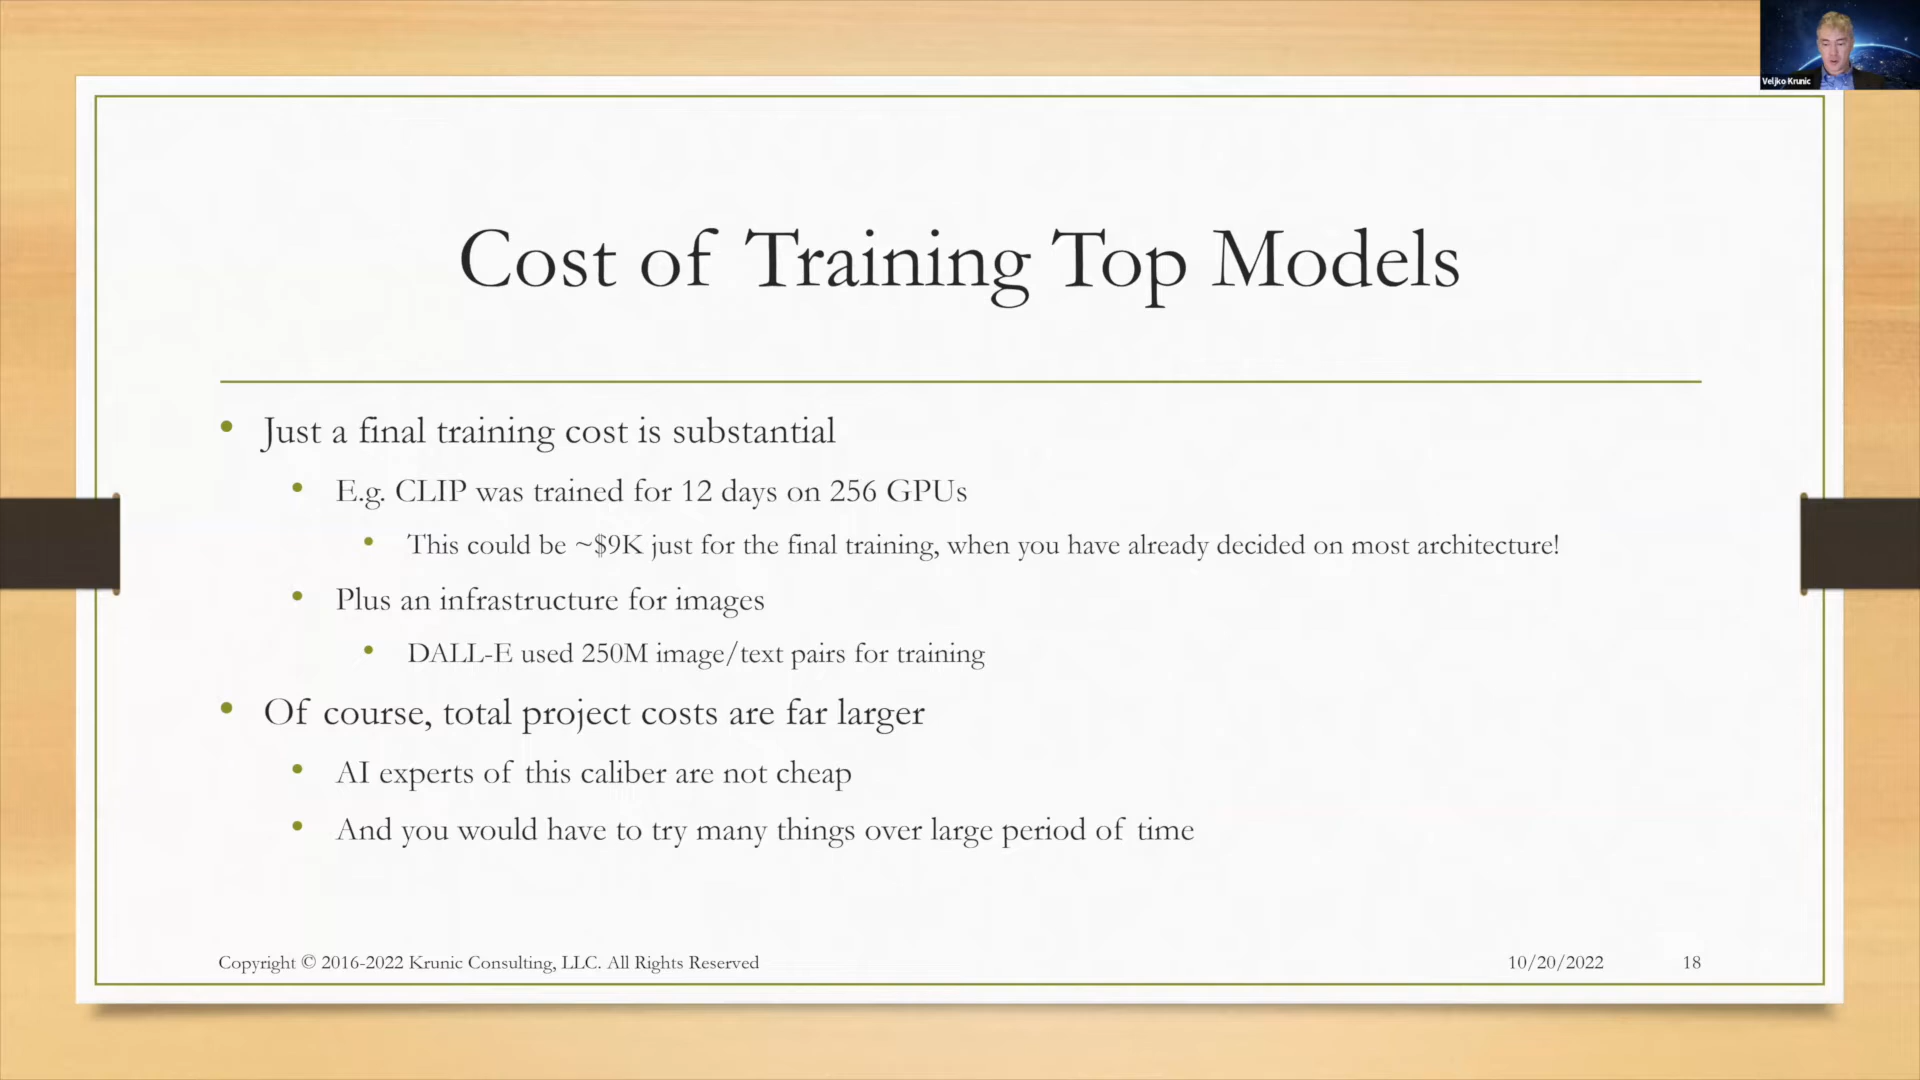 Veljko Krunic
Cost of Training Top Models
• Just a final training cost is substantial
• E.g. CLIP was trained for 12 days on 256 GPUs
• This could be ~$9K just for the final training, when you have already decided on most architecture!
• Plus an infrastructure for images
• DALL-E used 250M image/text pairs for training
• Of course, total project costs are far larger
• AI experts of this caliber are not cheap
• And you would have to try many things over large period of time
Copyright © 2016-2022 Krunic Consulting, LLC. All Rights Reserved 10/20/2022 18